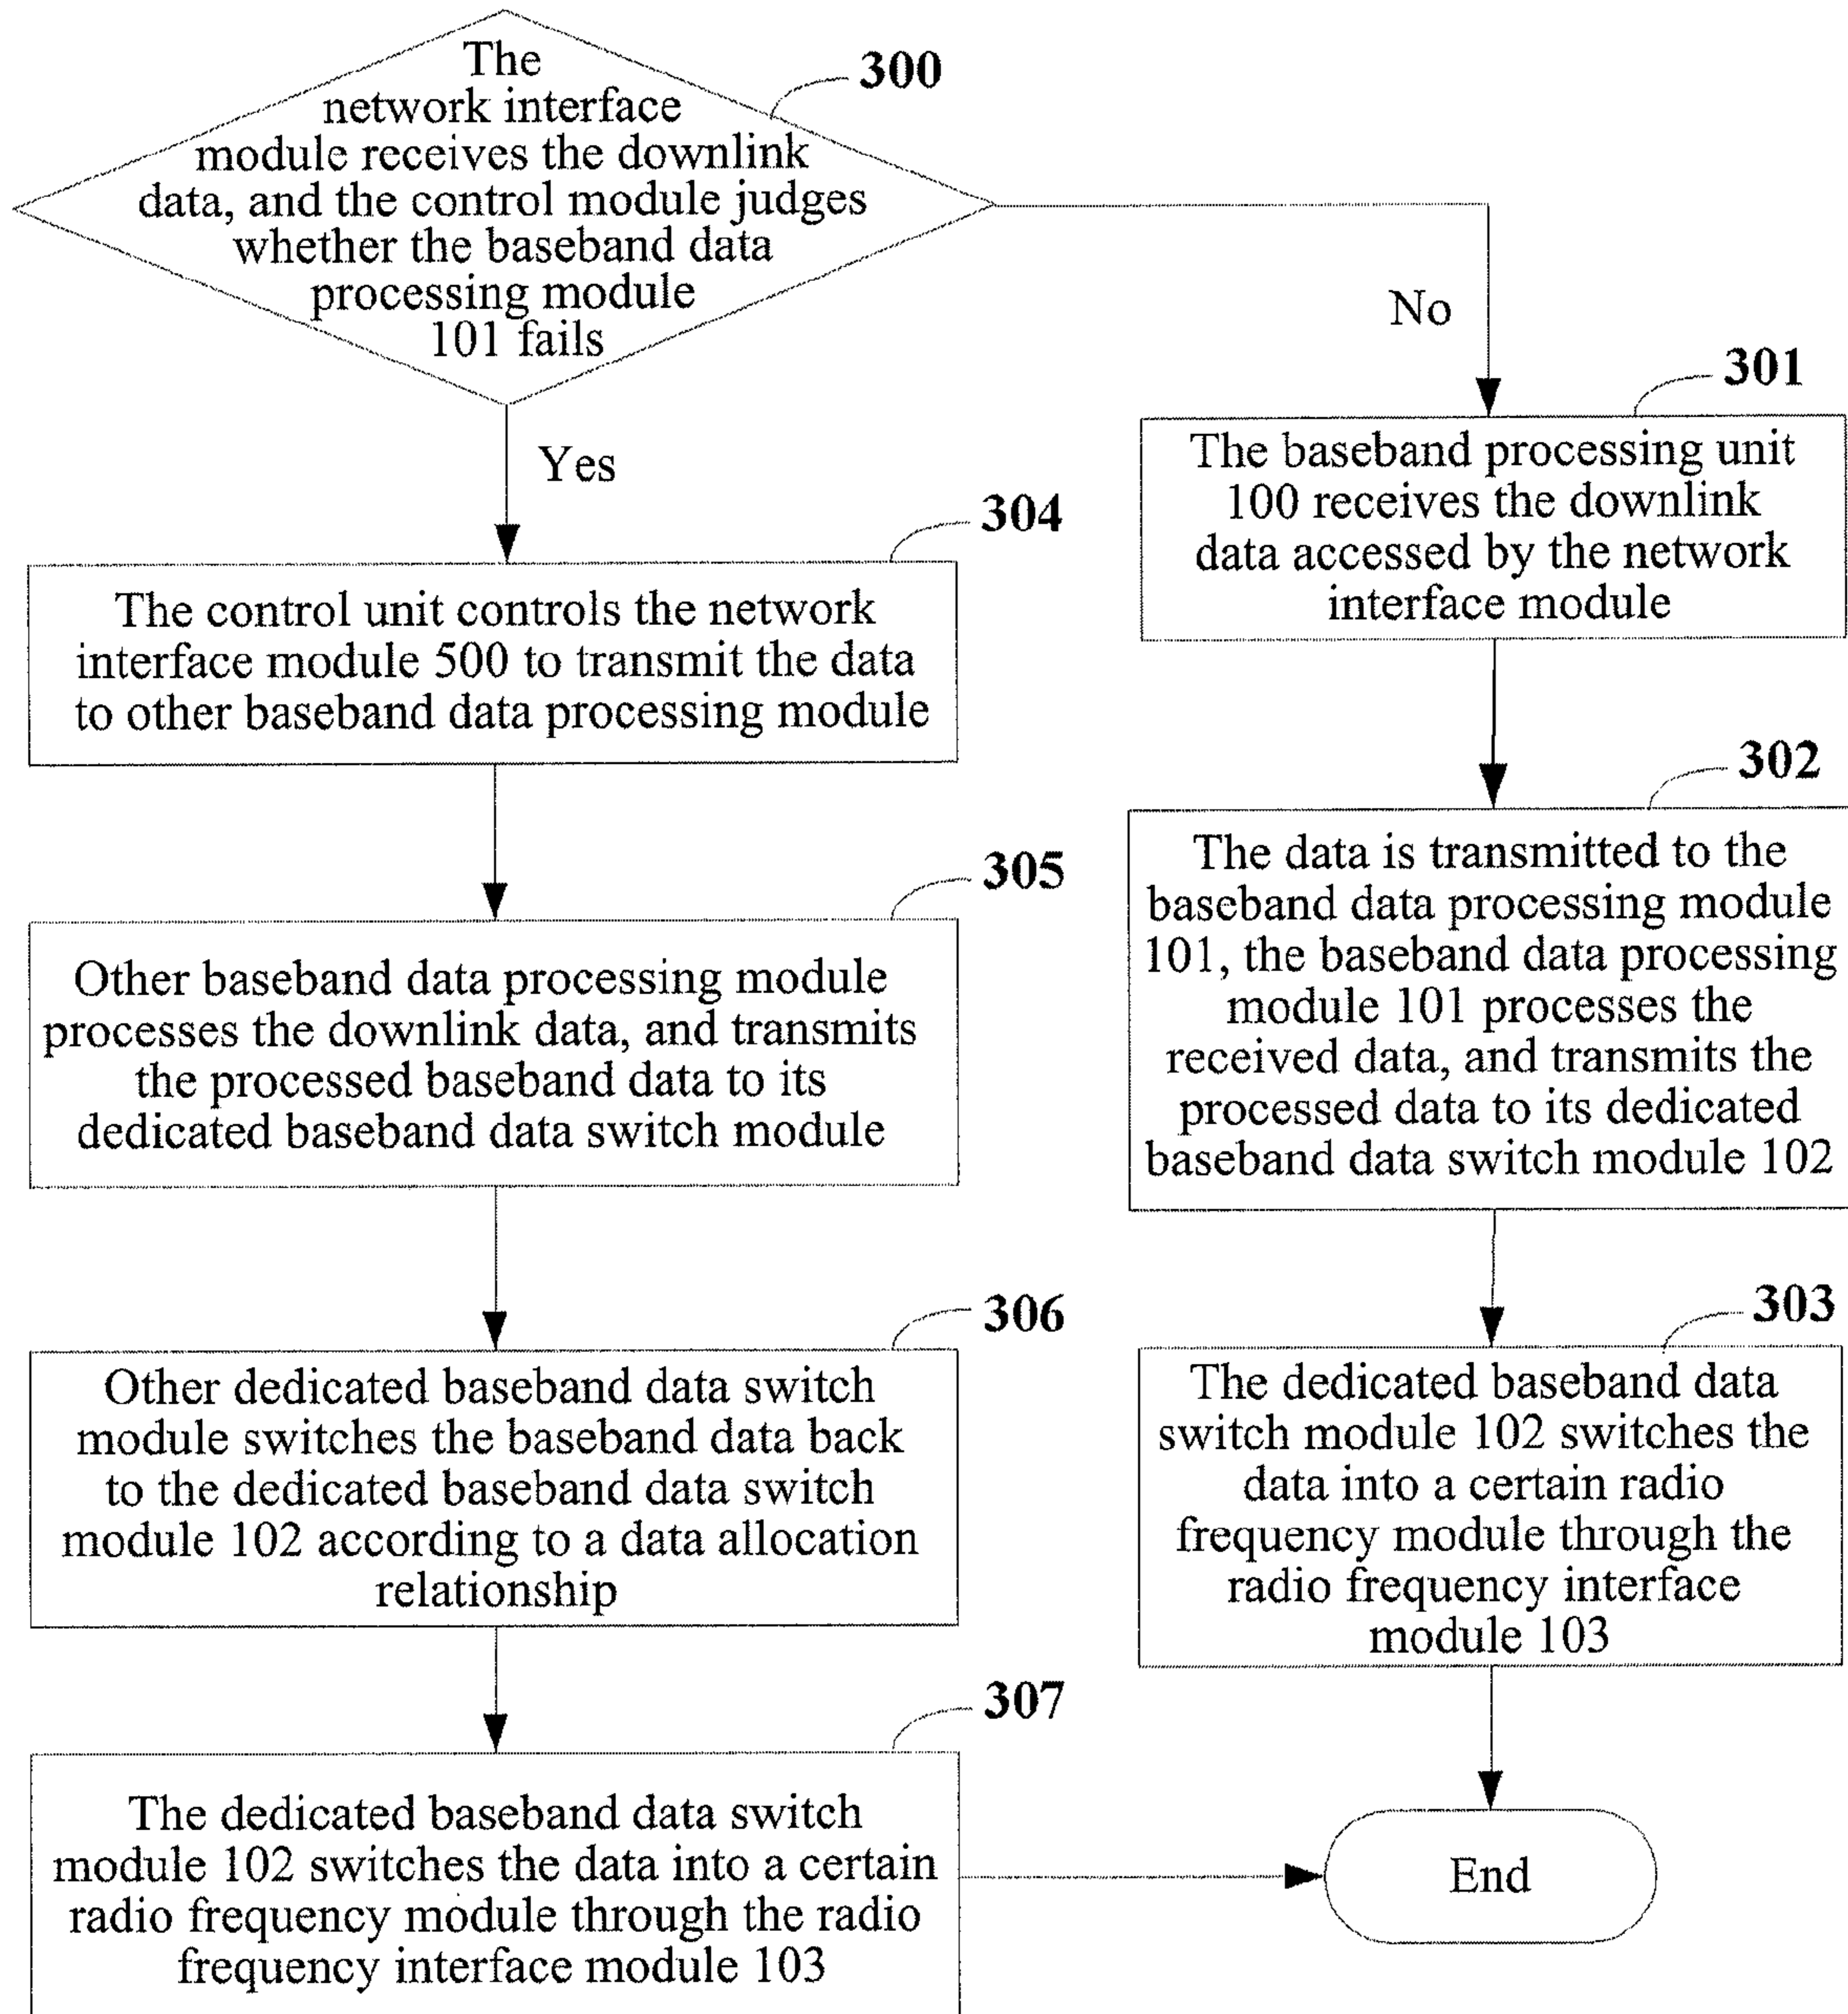 The
network interface
module receives the downlink
data, and the control module judges
whether the baseband data
processing module
101 fails
300
No
Yes
301
The baseband processing unit
100 receives the downlink
data accessed by the network
interface module
304
The control unit controls the network
interface module 500 to transmit the data
to other baseband data processing module
302
The data is transmitted to the
baseband data processing module
101, the baseband data processing
module 101 processes the
received data, and transmits the
processed data to its dedicated
baseband data switch module 102
305
Other baseband data processing module
processes the downlink data, and transmits
the processed baseband data to its
dedicated baseband data switch module
306
Other dedicated baseband data switch
module switches the baseband data back
to the dedicated baseband data switch
module 102 according to a data allocation
relationship
303
The dedicated baseband data
switch module 102 switches the
data into a certain radio
frequency module through the
radio frequency interface
module 103
307
The dedicated baseband data switch
module 102 switches the data into a certain
radio frequency module through the radio
frequency interface module 103
End